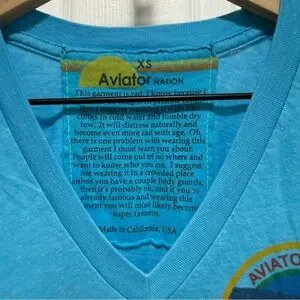 XS
Aviator NATION
This garment is rad. I know because I
coins in cold water and tumble dry
low. It will distress naturally and
become even more rad with age. Oh,
there is one problem with wearing this
garment I must warn you about!
People will come out of no where and
want to know who you are. I suggest
not wearing it in a crowded place
unless you have a couple body guards,
then it's probably ok, and if you're
already famous and wearing this
ment you will most likely become
super famous.
Made in California, USA
AVIATO